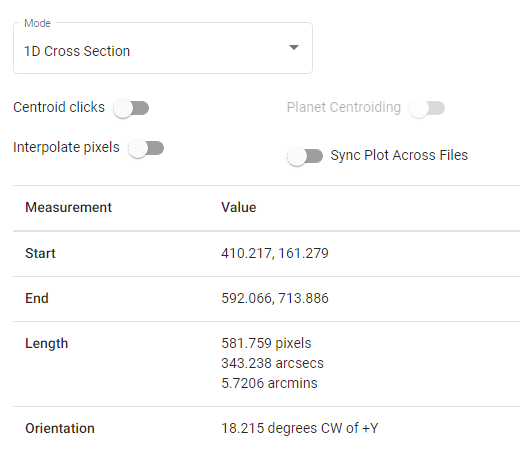 Mode
1D Cross Section
Centroid clicks
Planet Centroiding
Interpolate pixels
Sync Plot Across Files
Measurement Value
Start 410.217, 161.279
End 592.066, 713.886
Length 581.759 pixels
343.238 arcsecs
5.7206 arcmins
Orientation 18.215 degrees CW of +Y